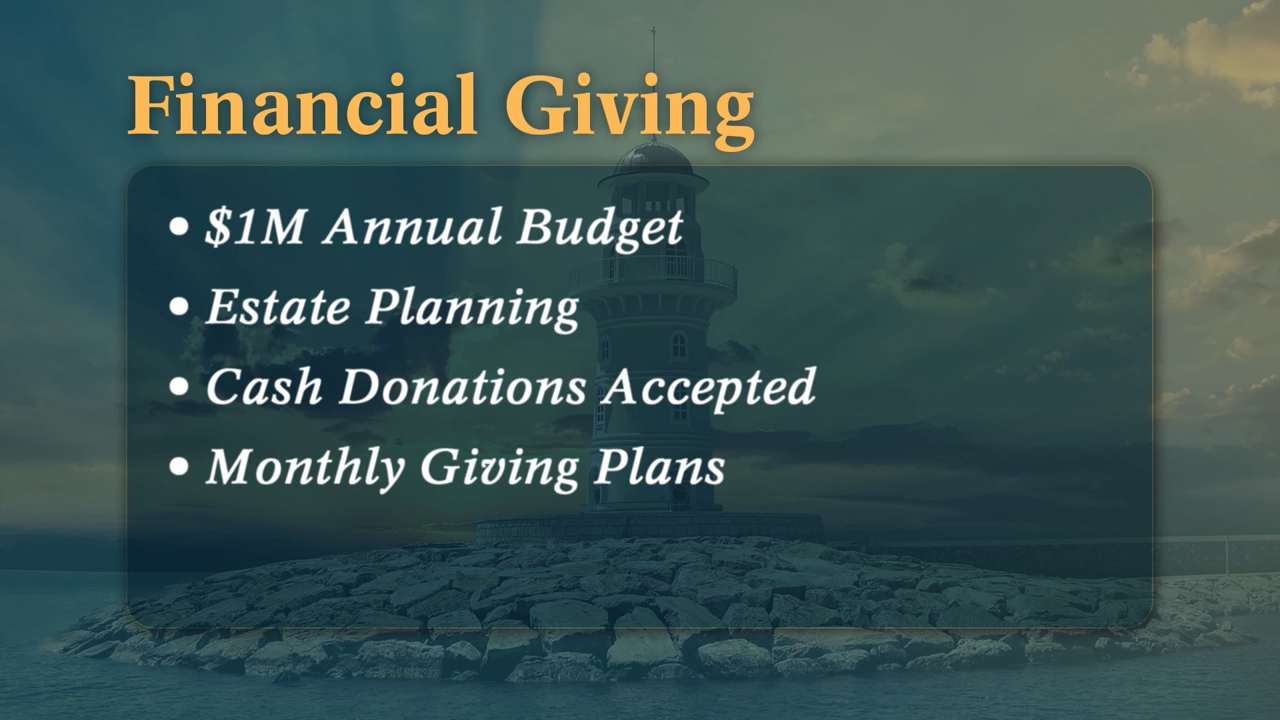 Financial Giving
• $1M Annual Budget
• Estate Planning
• Cash Donations Accepted
• Monthly Giving Plans